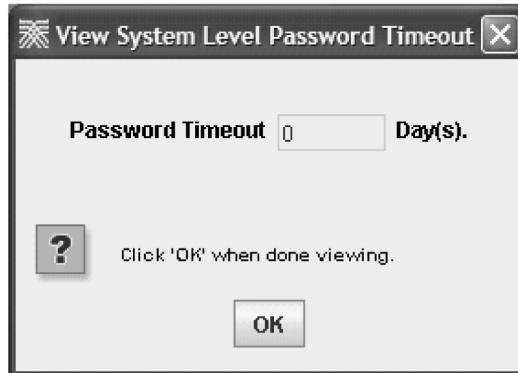 View System Level Password Timeout
Password Timeout 0 Day(s).
?
Click 'OK' when done viewing.
OK